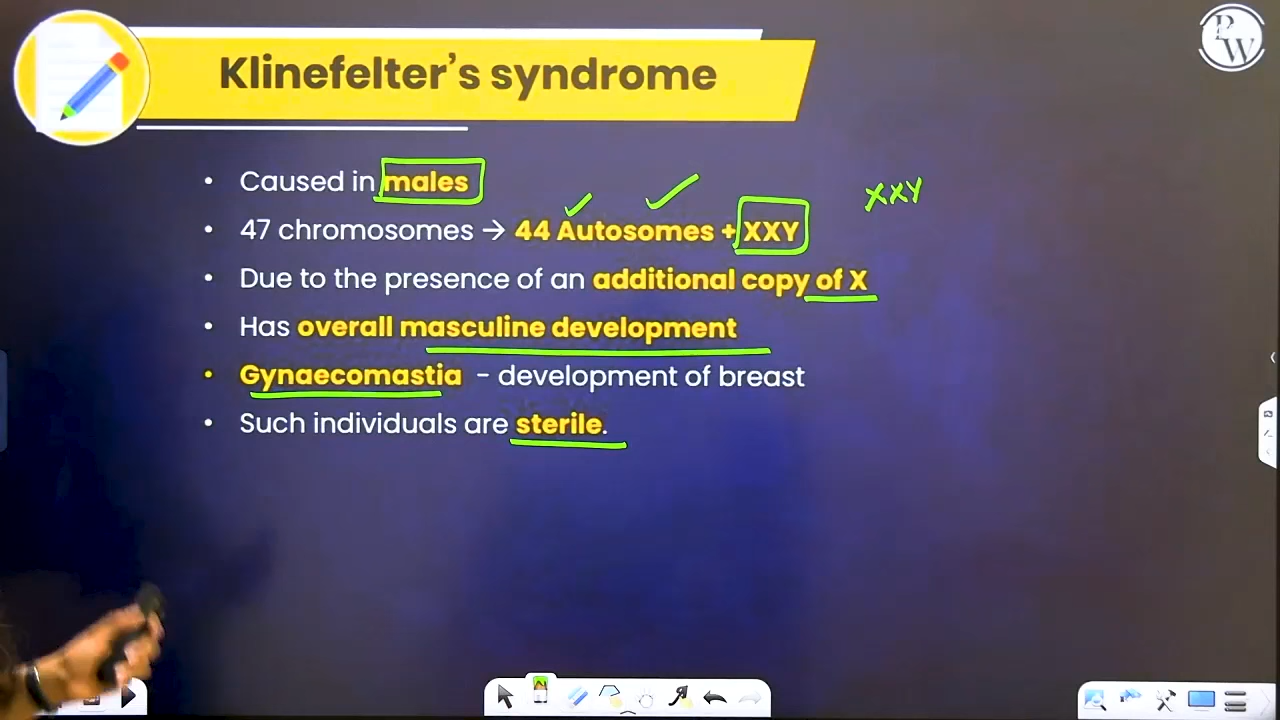 PW
Klinefelter's syndrome
• Caused in males
• 47 chromosomes → 44 Autosomes + XXY
XXY
• Due to the presence of an additional copy of X
• Has overall masculine development
• Gynaecomastia - development of breast
• Such individuals are sterile.